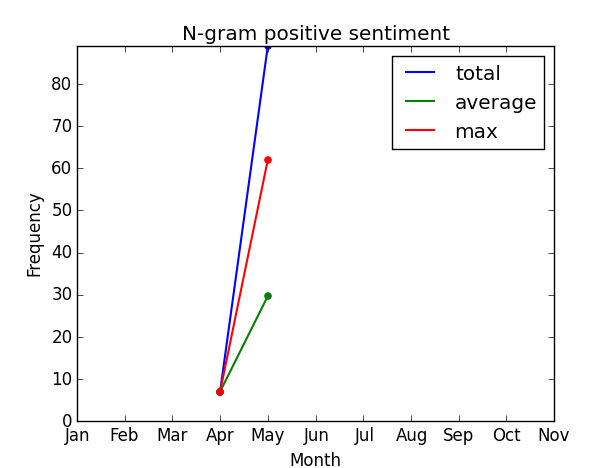 N-gram positive sentiment
total
average
max
80
70
60
50
40
30
20
10
0
Frequency
Jan Feb Mar Apr May Jun Jul Aug Sep Oct Nov
Month